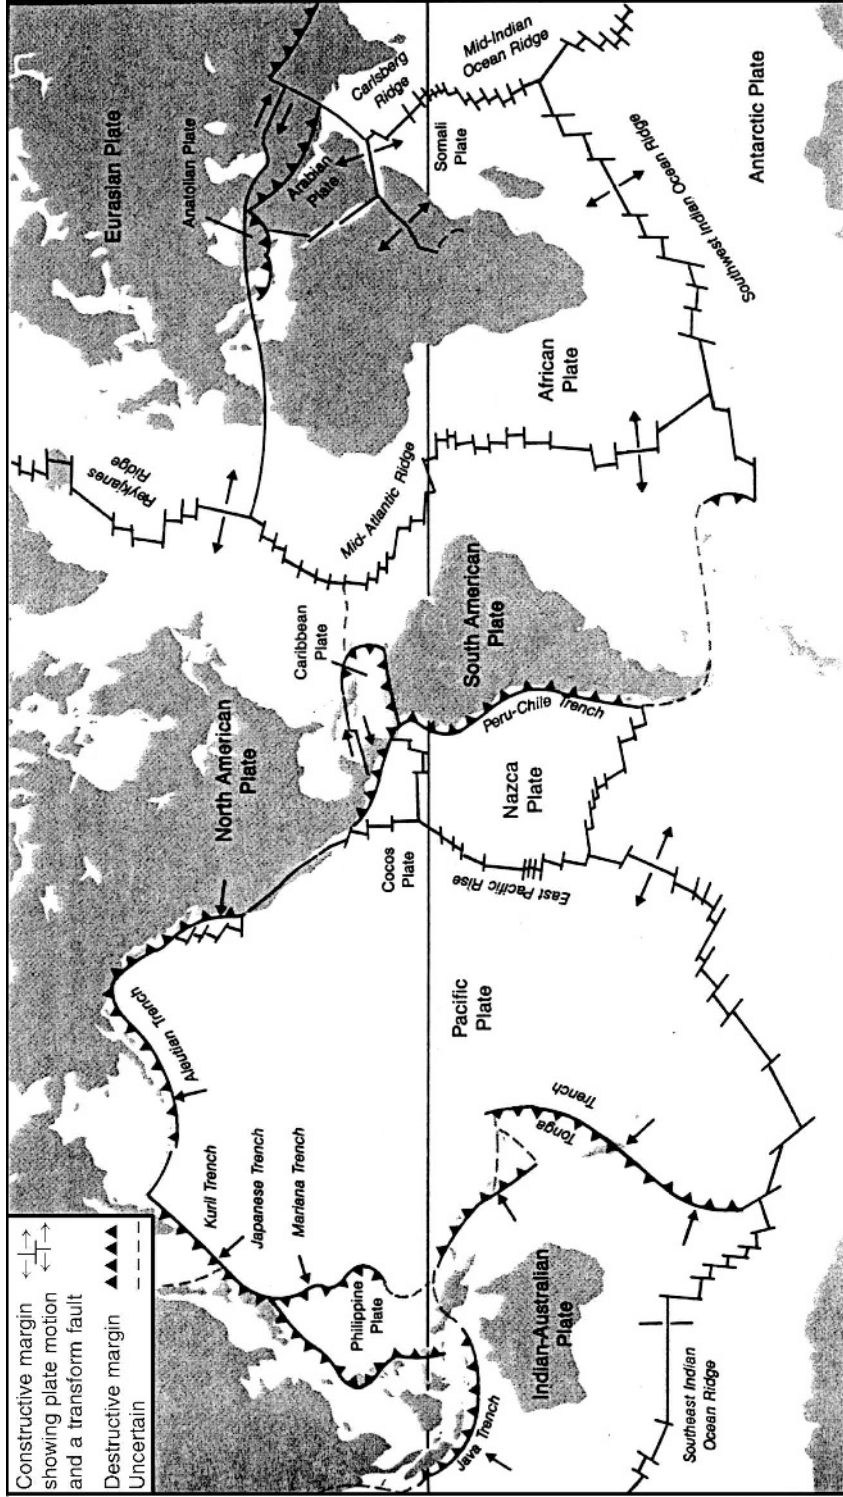 Constructive margin
showing plate motion
and a transform fault
Destructive margin
Uncertain
Eurasian Plate
Anatolian Plate
Arabian
Plate
Carlsberg
Ridge
Mid-Indian
Ocean Ridge
Somali
Plate
Southwest Indian Ocean Ridge
Antarctic Plate
African
Plate
Reykjanes
Ridge
Mid-Atlantic Ridge
Caribbean
Plate
South American
Plate
North American
Plate
Peru-Chile Trench
Nazca
Plate
Cocos
Plate
East Pacific Rise
Aleutian Trench
Pacific
Plate
Kuril Trench
Japanese Trench
Mariana Trench
Tonga
Trench
Philippine
Plate
Indian-Australian
Plate
Java Trench
Southeast Indian
Ocean Ridge